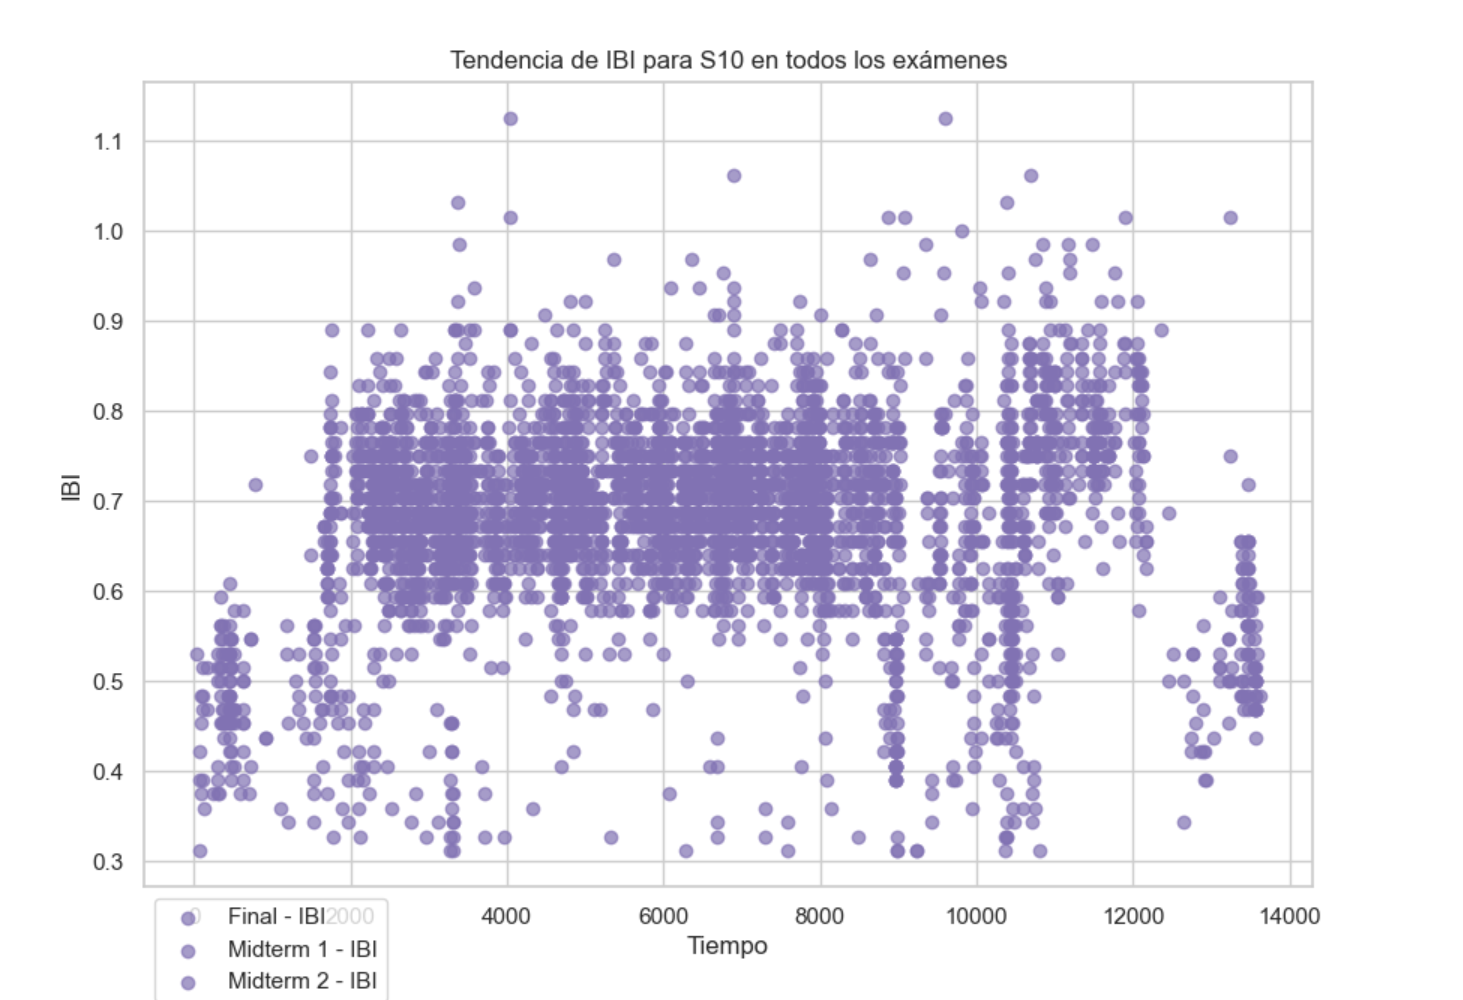 Tendencia de IBI para S10 en todos los exámenes
1.1
1.0
0.9
0.8
0.7
0.6
0.5
0.4
0.3
IBI
0 2000 4000 6000 8000 10000 12000 14000
Tiempo
Final - IBI
Midterm 1 - IBI
Midterm 2 - IBI